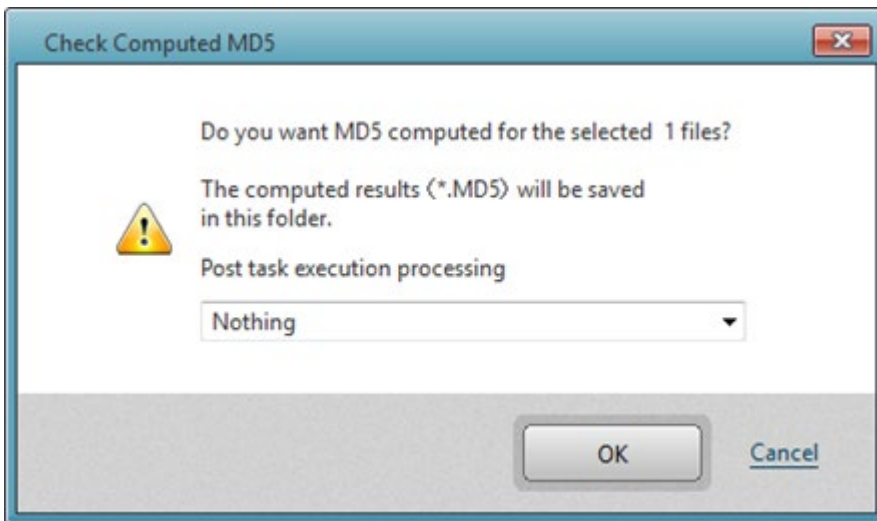 Check Computed MD5
Do you want MD5 computed for the selected  1 files?
The computed results (*.MD5) will be saved
in this folder.
Post task execution processing
Nothing
OK
Cancel